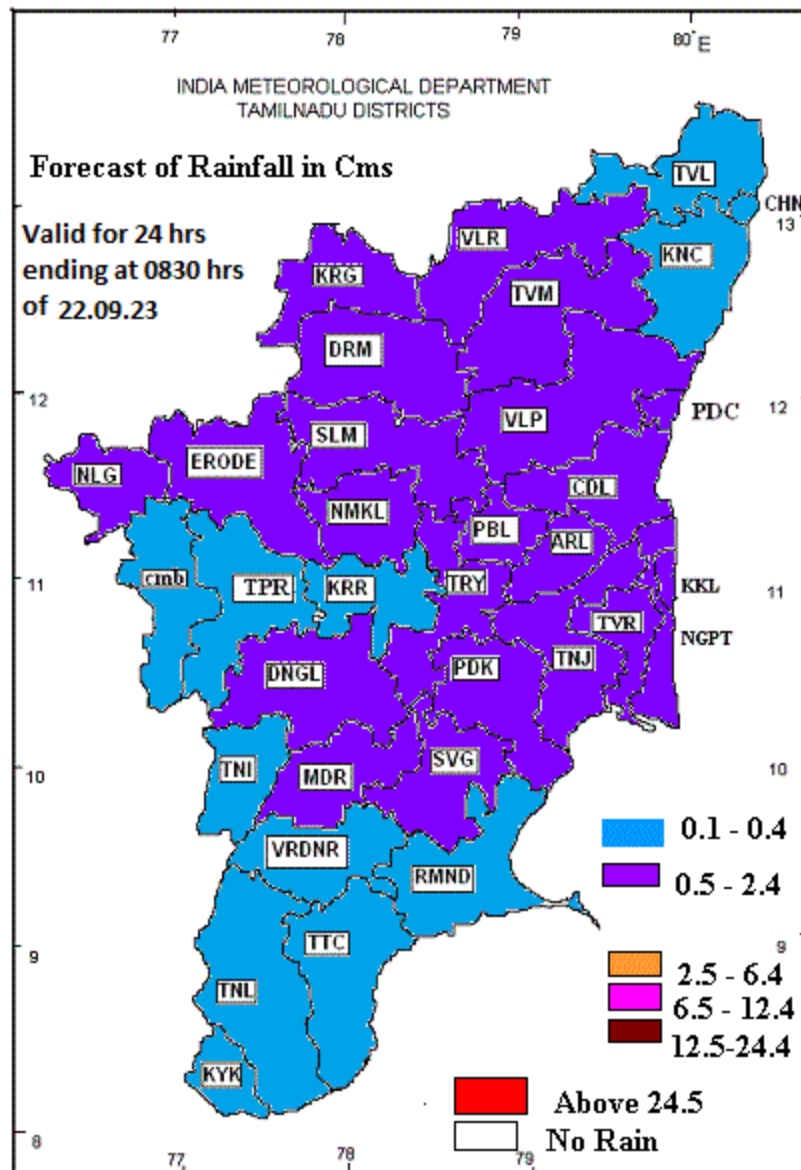 77 78 79 80° E
INDIA METEOROLOGICAL DEPARTMENT
TAMILNADU DISTRICTS
Forecast of Rainfall in Cms
Valid for 24 hrs
ending at 0830 hrs
of 22.09.23
TVL
CHN
13
VLR
KNC
KRG
TVM
DRM
12
12
PDC
VLP
SLM
ERODE
NLG
CDL
NMKL
PBL
ARL
11
cmb
TPR
KRR
TRY
KKL
11
TVR
NGPT
DNGL
PDK
TNJ
10
TNI
MDR
SVG
10
0.1 - 0.4
VRDNR
RMND
0.5 - 2.4
9
TTC
9
2.5 - 6.4
TNL
6.5 - 12.4
12.5-24.4
KYK
Above 24.5
8
No Rain
77 78 79